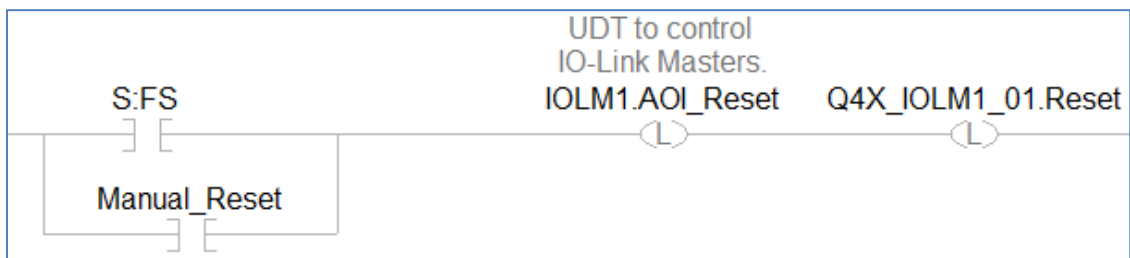 UDT to control
IO-Link Masters.
S:FS IOLM1.AOI_Reset Q4X_IOLM1_01.Reset
L L
Manual_Reset